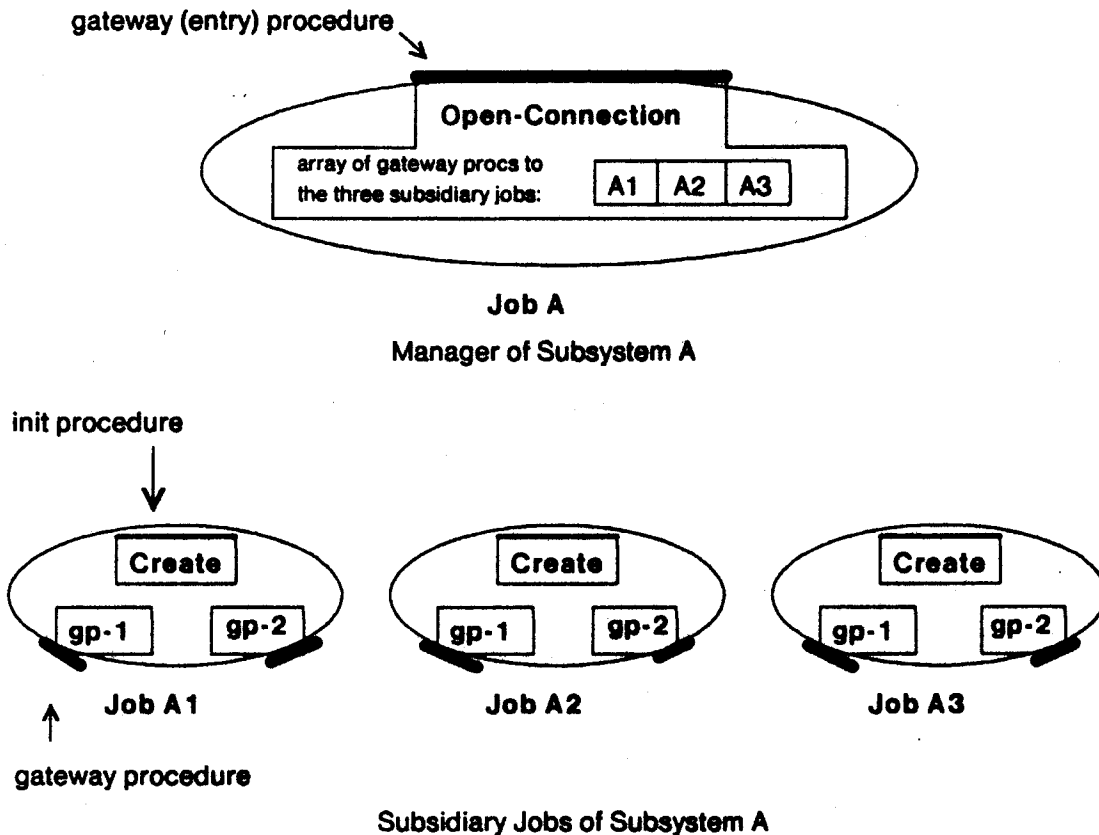 gateway (entry) procedure
Open-Connection
array of gateway procs to
the three subsidiary jobs:
A1 A2 A3
Job A
Manager of Subsystem A
init procedure
Create Create Create
gp-1 gp-2 gp-1 gp-2 gp-1 gp-2
Job A1 Job A2 Job A3
gateway procedure
Subsidiary Jobs of Subsystem A